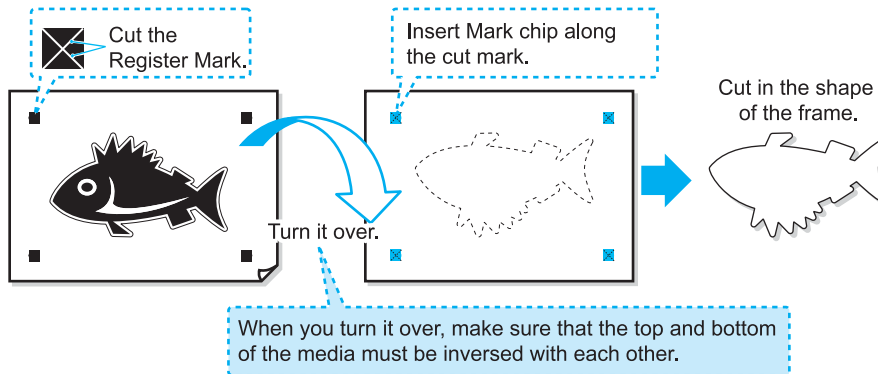 Cut the
Register Mark.
Insert Mark chip along
the cut mark.
Cut in the shape
of the frame.
Turn it over.
When you turn it over, make sure that the top and bottom
of the media must be inversed with each other.